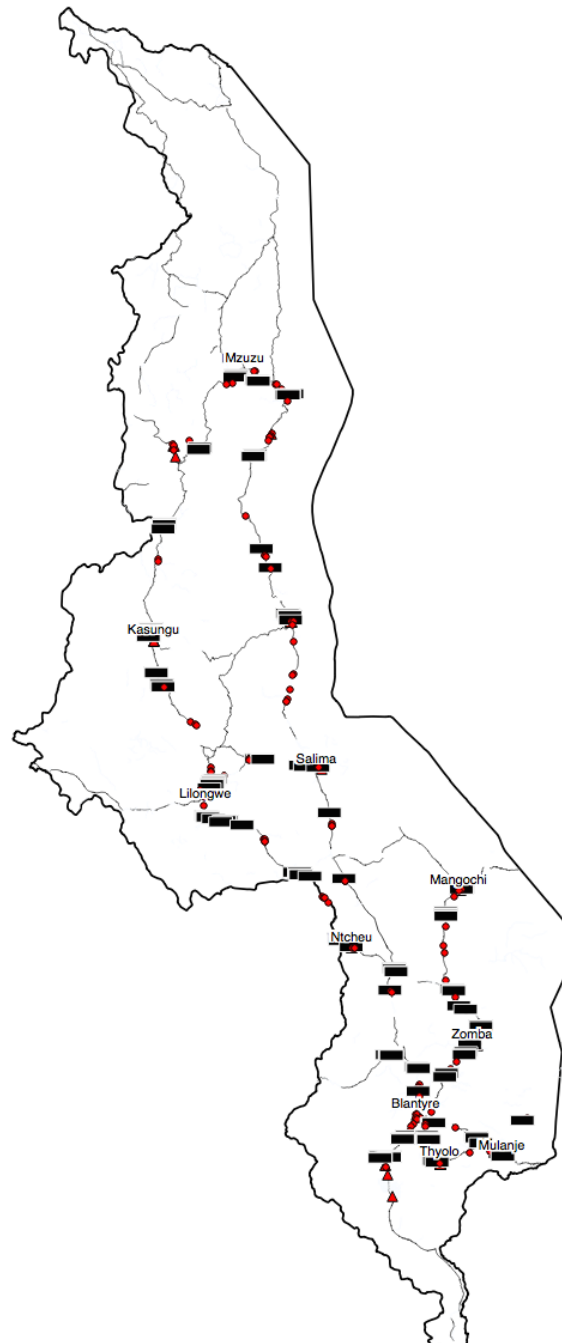 Mzuzu
Kasungu
Salima
Lilongwe
Mangochi
Ntcheu
Zomba
Blantyre
Thyolo
Mulanje